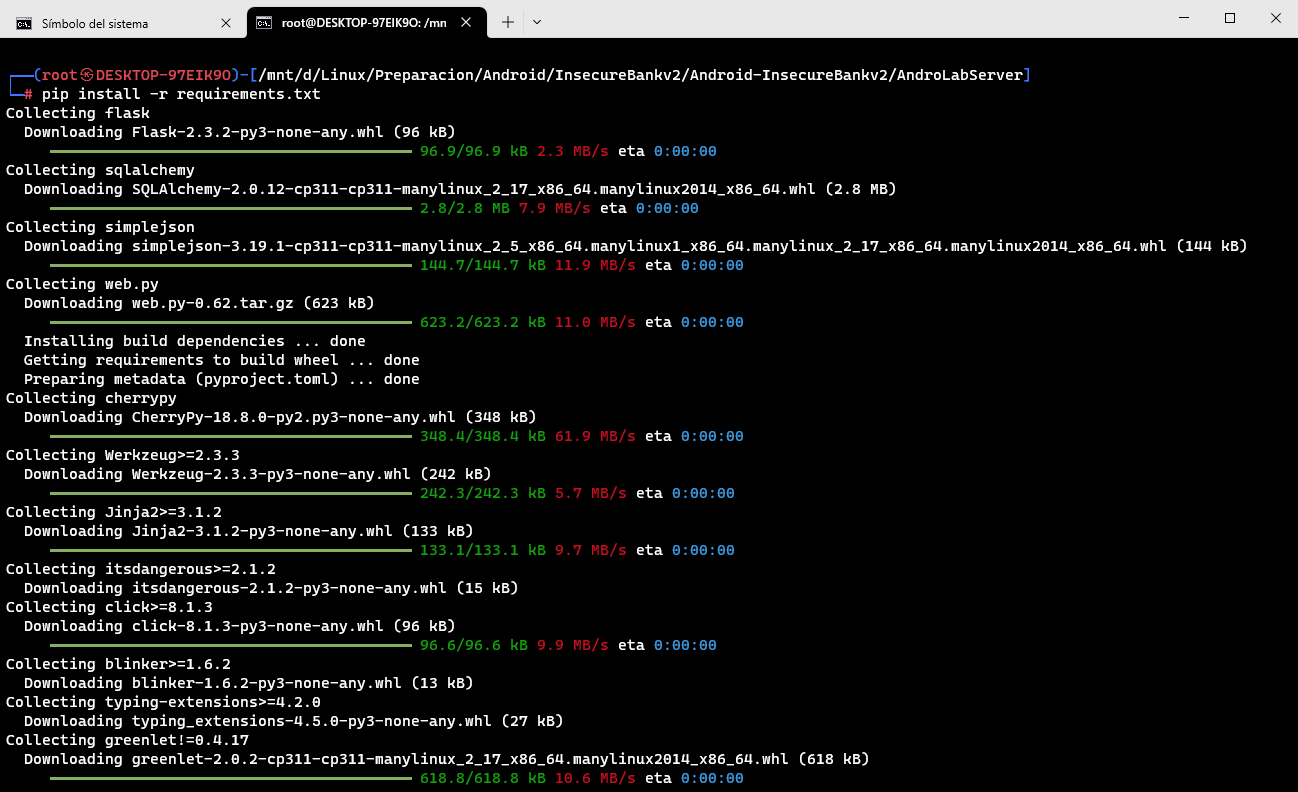 Símbolo del sistema
root@DESKTOP-97EIK9O: /mn
┌──(root㉿DESKTOP-97EIK9O)-[/mnt/d/Linux/Preparacion/Android/InsecureBankv2/Android-InsecureBankv2/AndroLabServer]
└─# pip install -r requirements.txt
Collecting flask
Downloading Flask-2.3.2-py3-none-any.whl (96 kB)
96.9/96.9 kB 2.3 MB/s eta 0:00:00
Collecting sqlalchemy
Downloading SQLAlchemy-2.0.12-cp311-cp311-manylinux_2_17_x86_64.manylinux2014_x86_64.whl (2.8 MB)
2.8/2.8 MB 7.9 MB/s eta 0:00:00
Collecting simplejson
Downloading simplejson-3.19.1-cp311-cp311-manylinux_2_5_x86_64.manylinux1_x86_64.manylinux_2_17_x86_64.manylinux2014_x86_64.whl (144 kB)
144.7/144.7 kB 11.9 MB/s eta 0:00:00
Collecting web.py
Downloading web.py-0.62.tar.gz (623 kB)
623.2/623.2 kB 11.0 MB/s eta 0:00:00
Installing build dependencies ... done
Getting requirements to build wheel ... done
Preparing metadata (pyproject.toml) ... done
Collecting cherrypy
Downloading CherryPy-18.8.0-py2.py3-none-any.whl (348 kB)
348.4/348.4 kB 61.9 MB/s eta 0:00:00
Collecting Werkzeug>=2.3.3
Downloading Werkzeug-2.3.3-py3-none-any.whl (242 kB)
242.3/242.3 kB 5.7 MB/s eta 0:00:00
Collecting Jinja2>=3.1.2
Downloading Jinja2-3.1.2-py3-none-any.whl (133 kB)
133.1/133.1 kB 9.7 MB/s eta 0:00:00
Collecting itsdangerous>=2.1.2
Downloading itsdangerous-2.1.2-py3-none-any.whl (15 kB)
Collecting click>=8.1.3
Downloading click-8.1.3-py3-none-any.whl (96 kB)
96.6/96.6 kB 9.9 MB/s eta 0:00:00
Collecting blinker>=1.6.2
Downloading blinker-1.6.2-py3-none-any.whl (13 kB)
Collecting typing-extensions>=4.2.0
Downloading typing_extensions-4.5.0-py3-none-any.whl (27 kB)
Collecting greenlet!=0.4.17
Downloading greenlet-2.0.2-cp311-cp311-manylinux_2_17_x86_64.manylinux2014_x86_64.whl (618 kB)
618.8/618.8 kB 10.6 MB/s eta 0:00:00